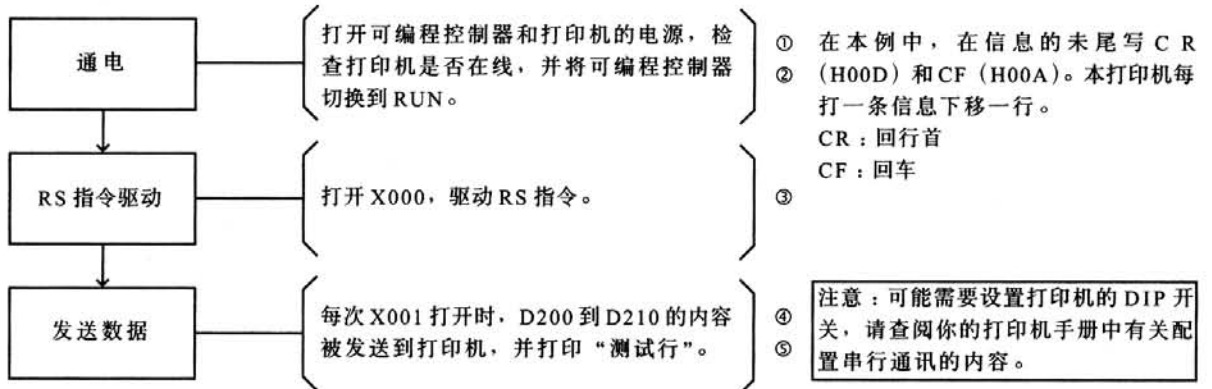 通电
打开可编程控制器和打印机的电源，检
查打印机是否在线，并将可编程控制器
切换到RUN。
①
②
在本例中，在信息的未尾写CR
（H00D）和CF（H00A）。本打印机每
打一条信息下移一行。
CR：回行首
CF：回车
RS指令驱动
打开X000，驱动RS指令。
③
发送数据
每次X001打开时，D200到D210的内容
被发送到打印机，并打印“测试行”。
④
⑤
注意：可能需要设置打印机的DIP开
关，请查阅你的打印机手册中有关配
置串行通讯的内容。